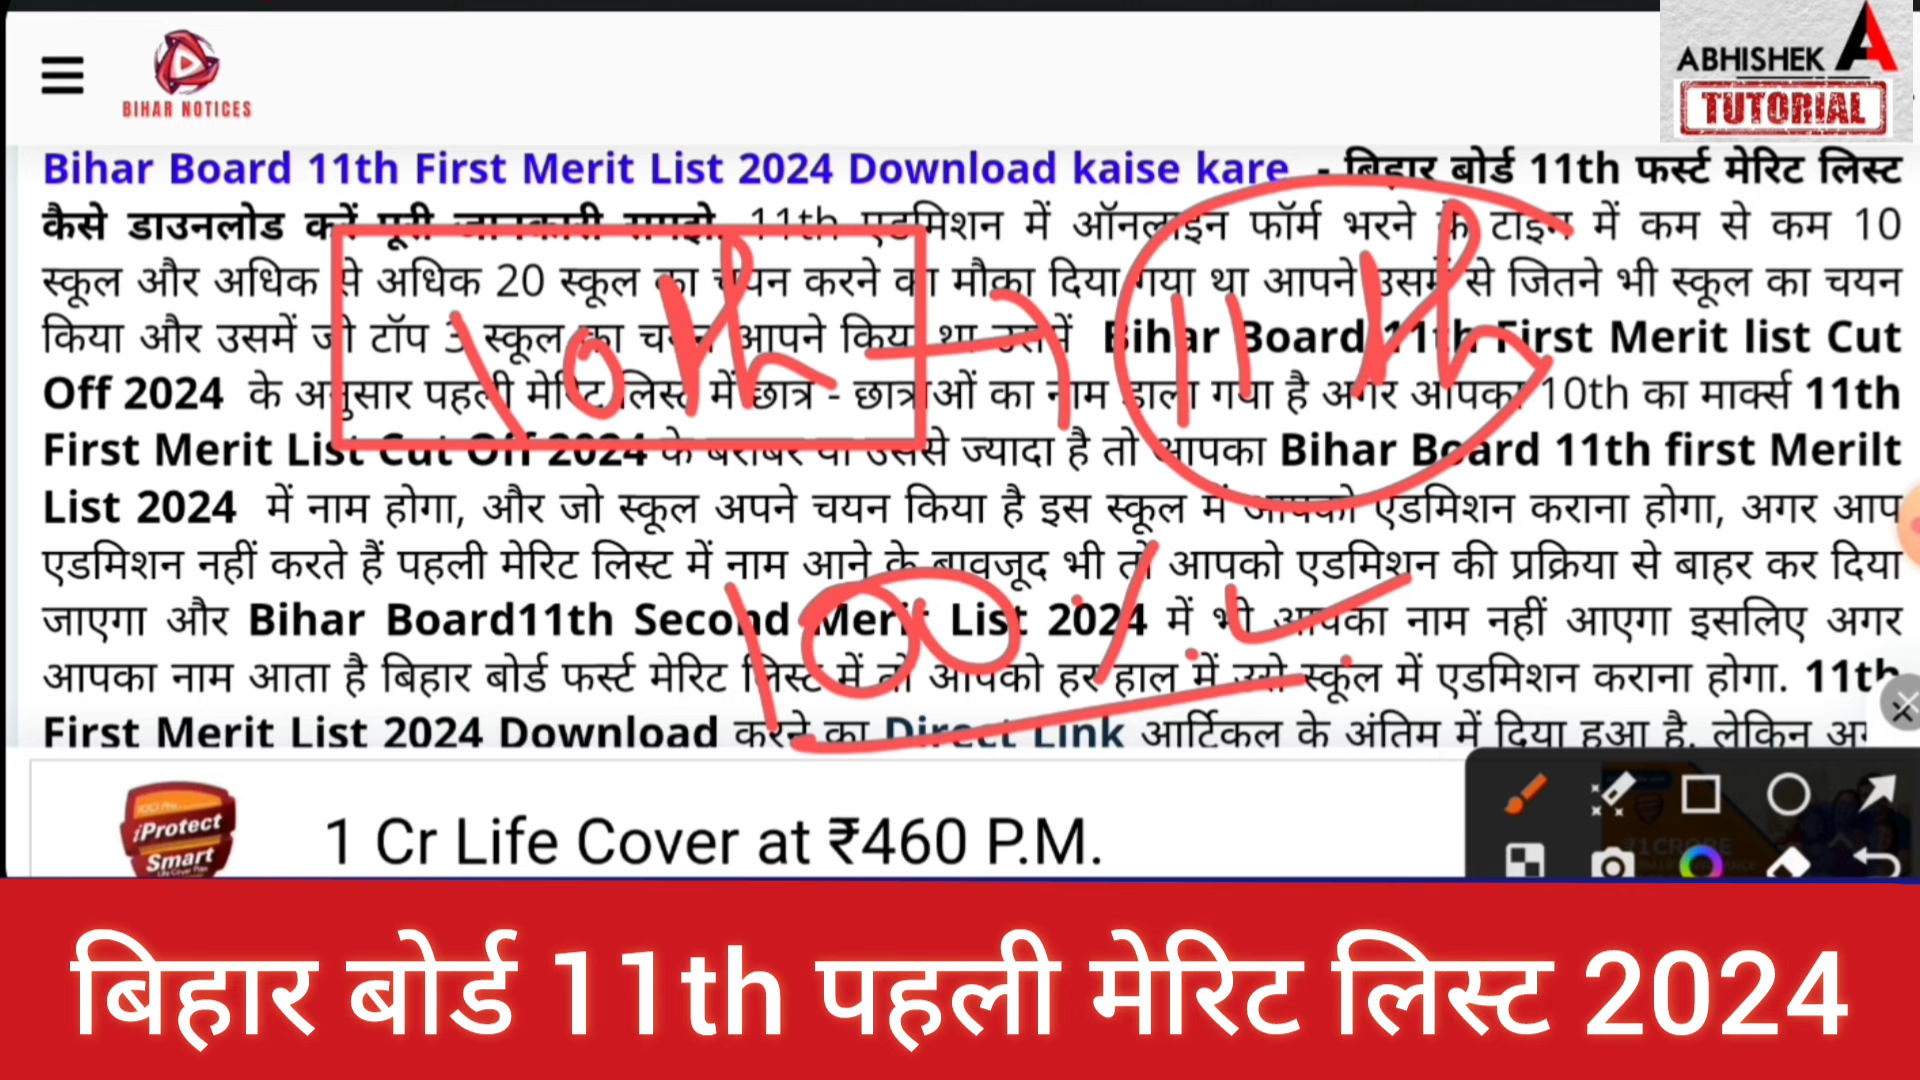 ABHISHEK
TUTORIAL
BIHAR NOTICES
Bihar Board 11th First Merit List 2024 Download kaise kare - बिहार बोर्ड 11th फर्स्ट मेरिट लिस्ट
कैसे डाउनलोड करें पूरी जानकारी समझे. 11th एडमिशन में ऑनलाइन फॉर्म भरने के टाइम में कम से कम 10
स्कूल और अधिक से अधिक 20 स्कूल का चयन करने का मौका दिया गया था आपने उसमें से जितने भी स्कूल का चयन
किया और उसमें जो टॉप 3 स्कूल का चयन आपने किया था उसमें Bihar Board 11th First Merit list Cut
Off 2024 के अनुसार पहली मेरिट लिस्ट में छात्र - छात्राओं का नाम डाला गया है अगर आपका 10th का मार्क्स 11th
First Merit List Cut Off 2024 के बराबर या उससे ज्यादा है तो आपका Bihar Board 11th first Merilt
List 2024 में नाम होगा, और जो स्कूल अपने चयन किया है इस स्कूल में आपको एडमिशन कराना होगा, अगर आप
एडमिशन नहीं करते हैं पहली मेरिट लिस्ट में नाम आने के बावजूद भी तो आपको एडमिशन की प्रक्रिया से बाहर कर दिया
जाएगा और Bihar Board11th Second Merit List 2024 में भी आपका नाम नहीं आएगा इसलिए अगर
आपका नाम आता है बिहार बोर्ड फर्स्ट मेरिट लिस्ट में तो आपको हर हाल में उसे स्कूल में एडमिशन कराना होगा. 11th
First Merit List 2024 Download करने का Direct Link आर्टिकल के अंतिम में दिया हुआ है. लेकिन
10th → 11th
100%
iProtect
Smart
1 Cr Life Cover at ₹460 P.M.
बिहार बोर्ड 11th पहली मेरिट लिस्ट 2024